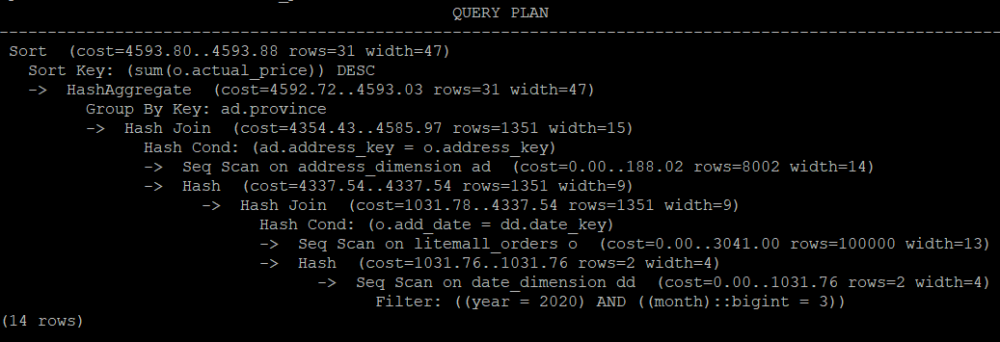 QUERY PLAN
-----------------------------------------------------------------------------------------------------
Sort  (cost=4593.80..4593.88 rows=31 width=47)
  Sort Key: (sum(o.actual_price)) DESC
  ->  HashAggregate  (cost=4592.72..4593.03 rows=31 width=47)
        Group By Key: ad.province
        ->  Hash Join  (cost=4354.43..4585.97 rows=1351 width=15)
              Hash Cond: (ad.address_key = o.address_key)
              ->  Seq Scan on address_dimension ad  (cost=0.00..188.02 rows=8002 width=14)
              ->  Hash  (cost=4337.54..4337.54 rows=1351 width=9)
                    ->  Hash Join  (cost=1031.78..4337.54 rows=1351 width=9)
                          Hash Cond: (o.add_date = dd.date_key)
                          ->  Seq Scan on litemall_orders o  (cost=0.00..3041.00 rows=100000 width=13)
                          ->  Hash  (cost=1031.76..1031.76 rows=2 width=4)
                                ->  Seq Scan on date_dimension dd  (cost=0.00..1031.76 rows=2 width=4)
                                      Filter: ((year = 2020) AND ((month)::bigint = 3))
(14 rows)